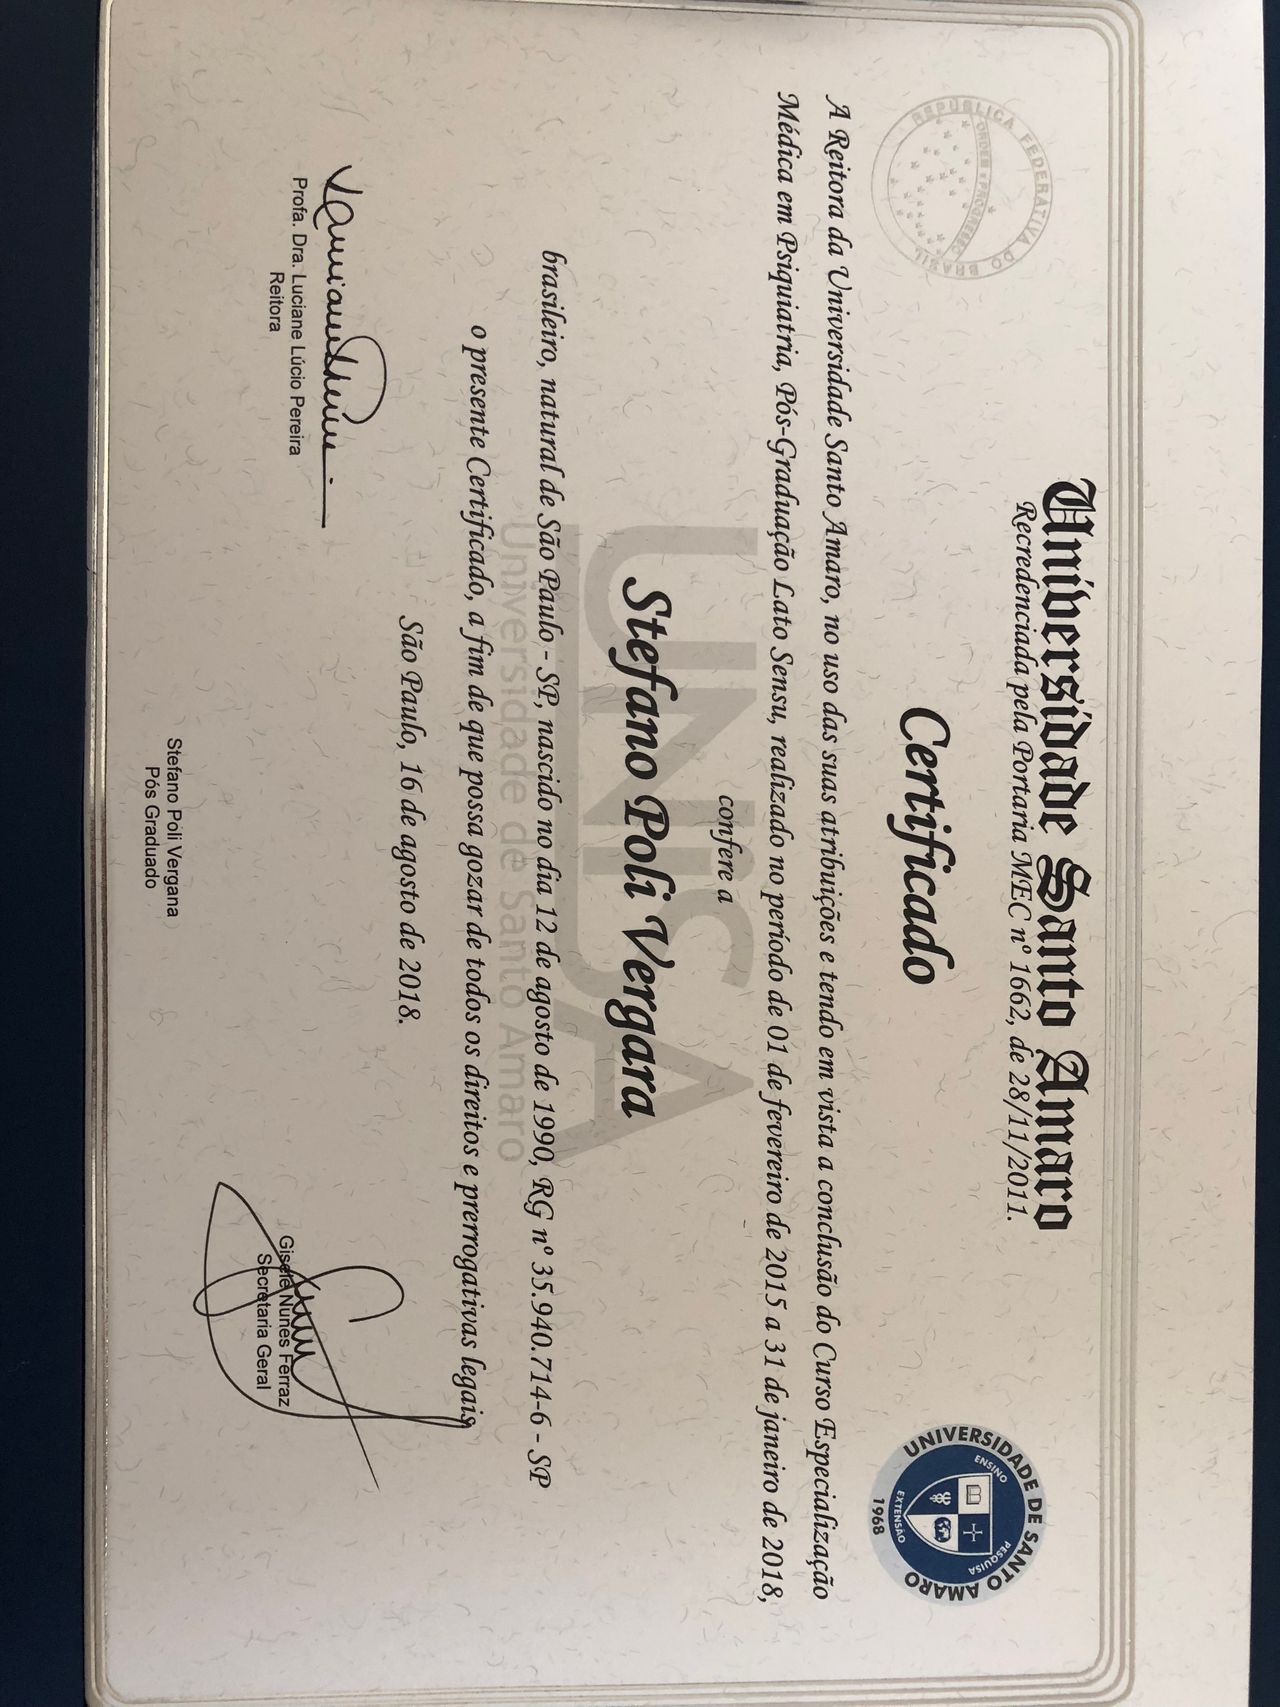 Universidade Santo Amaro
Recredenciada pela Portaria MEC nº 1662, de 28/11/2011.
REPÚBLICA FEDERATIVA DO BRASIL
ORDEM E PROGRESSO
UNIVERSIDADE DE SANTO AMARO
ENSINO
PESQUISA
EXTENSÃO
1968
Certificado
A Reitora da Universidade Santo Amaro, no uso das suas atribuições e tendo em vista a conclusão do Curso Especialização
Médica em Psiquiatria, Pós-Graduação Lato Sensu, realizado no período de 01 de fevereiro de 2015 a 31 de janeiro de 2018,
confere a
UNISA
Stefano Poli Vergara
brasileiro, natural de São Paulo - SP, nascido no dia 12 de agosto de 1990, RG nº 35.940.714-6 - SP
Universidade de Santo Amaro
o presente Certificado, a fim de que possa gozar de todos os direitos e prerrogativas legais
São Paulo, 16 de agosto de 2018.
Profa. Dra. Luciane Lúcio Pereira
Reitora
Gisele Nunes Ferraz
Secretaria Geral
Stefano Poli Vergana
Pós Graduado